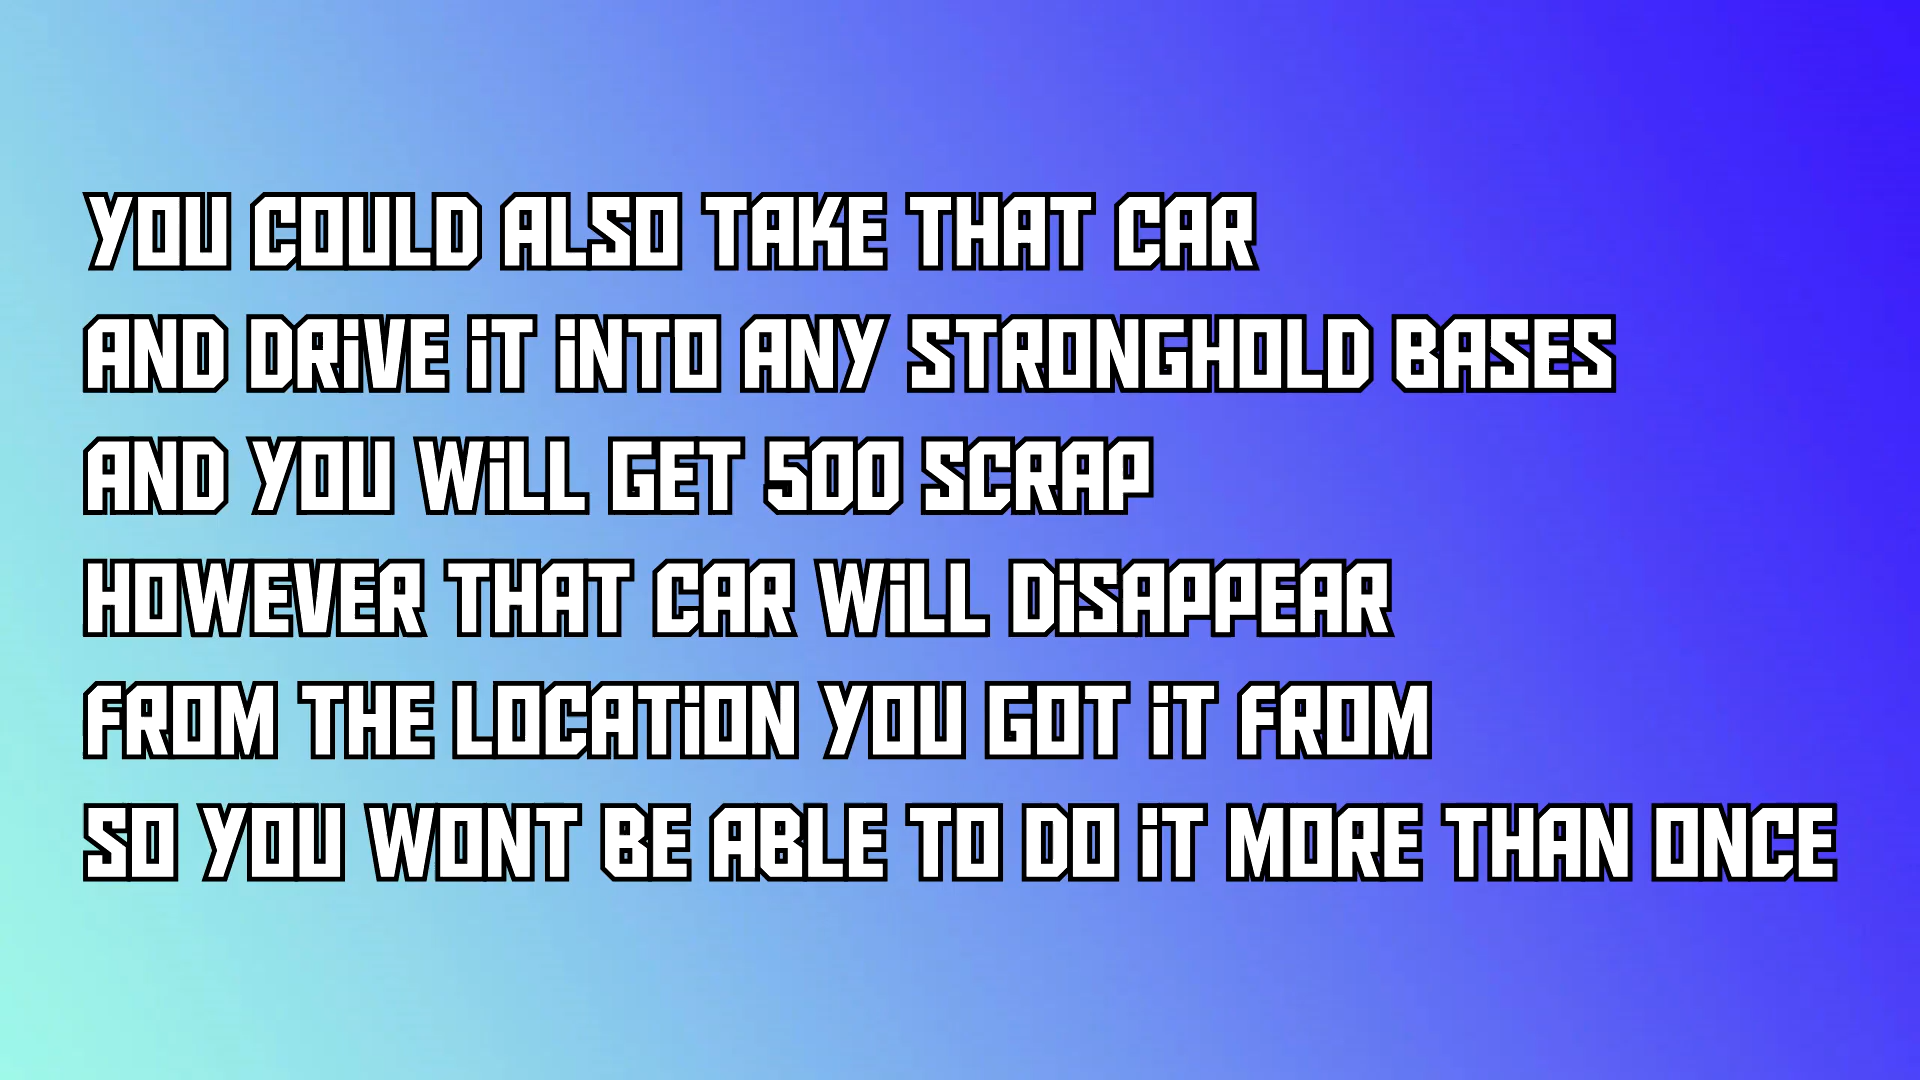 YOU COULD ALSO TAKE THAT CAR
AND DRiVE iT iNTO ANY STRONGHOLD BASES
AND YOU WiLL GET 500 SCRAP
HOWEVER THAT CAR WiLL DiSAPPEAR
FROM THE LOCATiON YOU GOT iT FROM
SO YOU WONT BE ABLE TO DO iT MORE THAN ONCE